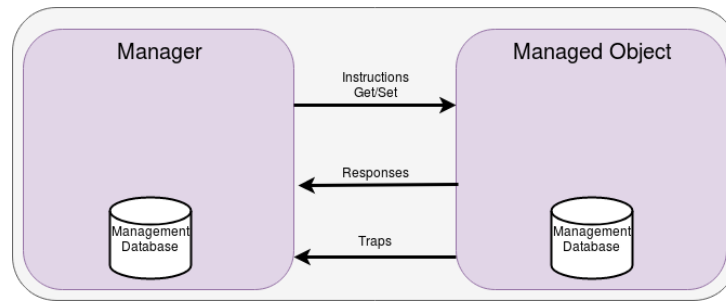 Manager
Managed Object
Instructions
Get/Set
Responses
Traps
Management
Database
Management
Database